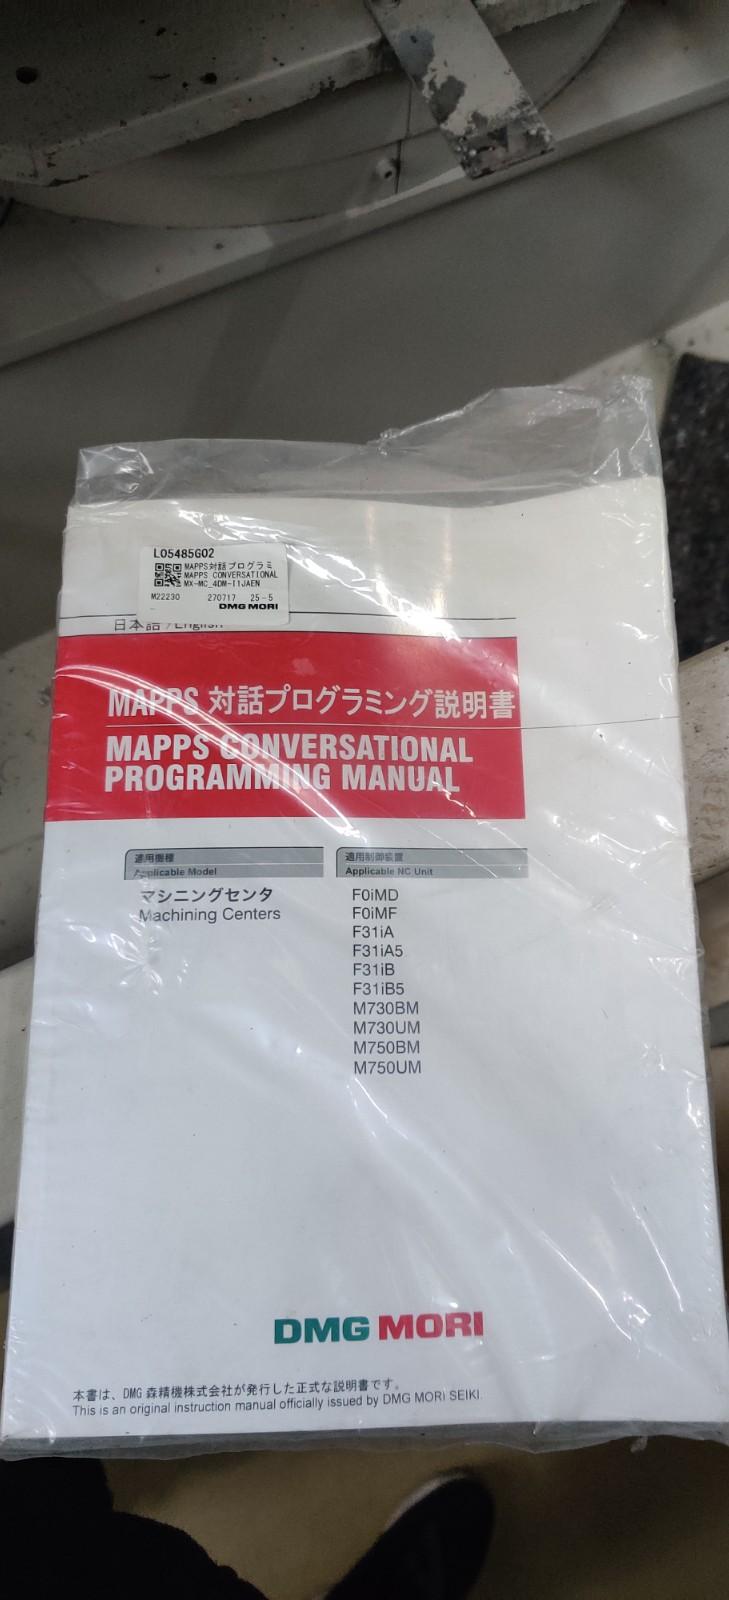 L05485G02
MAPPS対話プログラミ
MAPPS CONVERSATIONAL
MX-MC_4DM-I1JAEN
M22230 270717 25-5
DMG MORI
日本語 / English
MAPPS 対話プログラミング説明書
MAPPS CONVERSATIONAL
PROGRAMMING MANUAL
適用機種
Applicable Model
マシニングセンタ
Machining Centers
適用制御装置
Applicable NC Unit
F0iMD
F0iMF
F31iA
F31iA5
F31iB
F31iB5
M730BM
M730UM
M750BM
M750UM
DMG MORI
本書は、DMG 森精機株式会社が発行した正式な説明書です。
This is an original instruction manual officially issued by DMG MORI SEIKI.